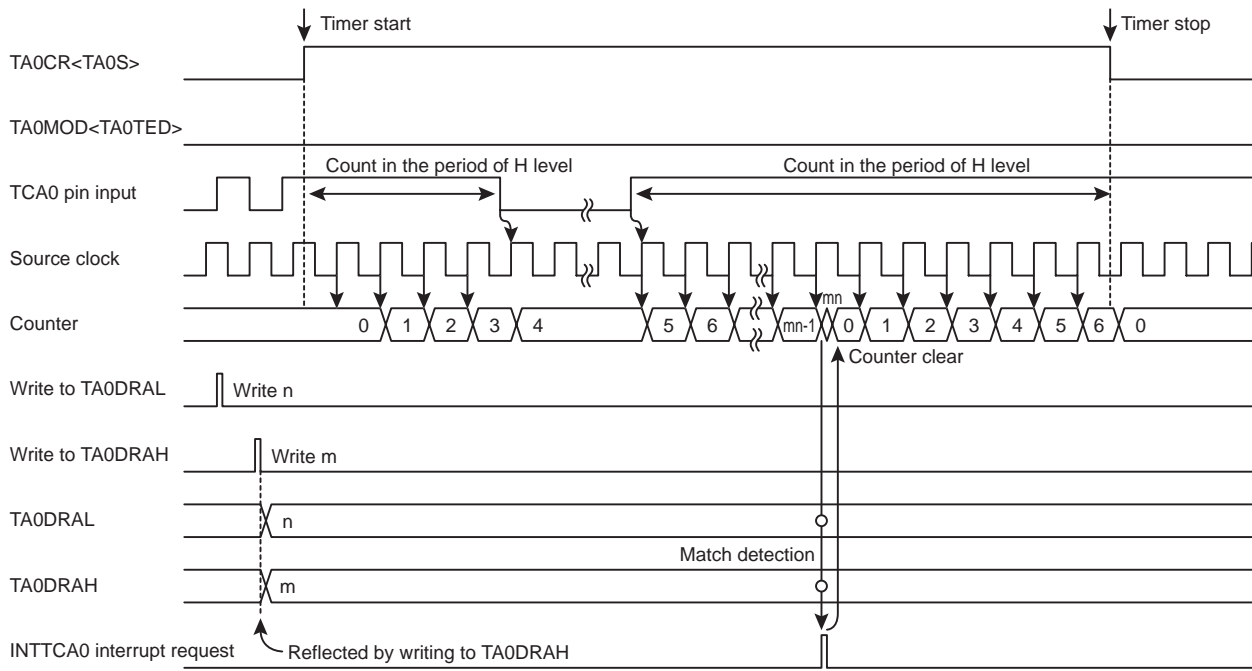 Timer start
Timer stop
TA0CR<TA0S>
TA0MOD<TA0TED>
Count in the period of H level
Count in the period of H level
TCA0 pin input
Source clock
mn
Counter
0 1 2 3 4 5 6 mn-1 0 1 2 3 4 5 6 0
Counter clear
Write to TA0DRAL
Write n
Write to TA0DRAH
Write m
TA0DRAL
n
Match detection
TA0DRAH
m
INTTCA0 interrupt request
Reflected by writing to TA0DRAH